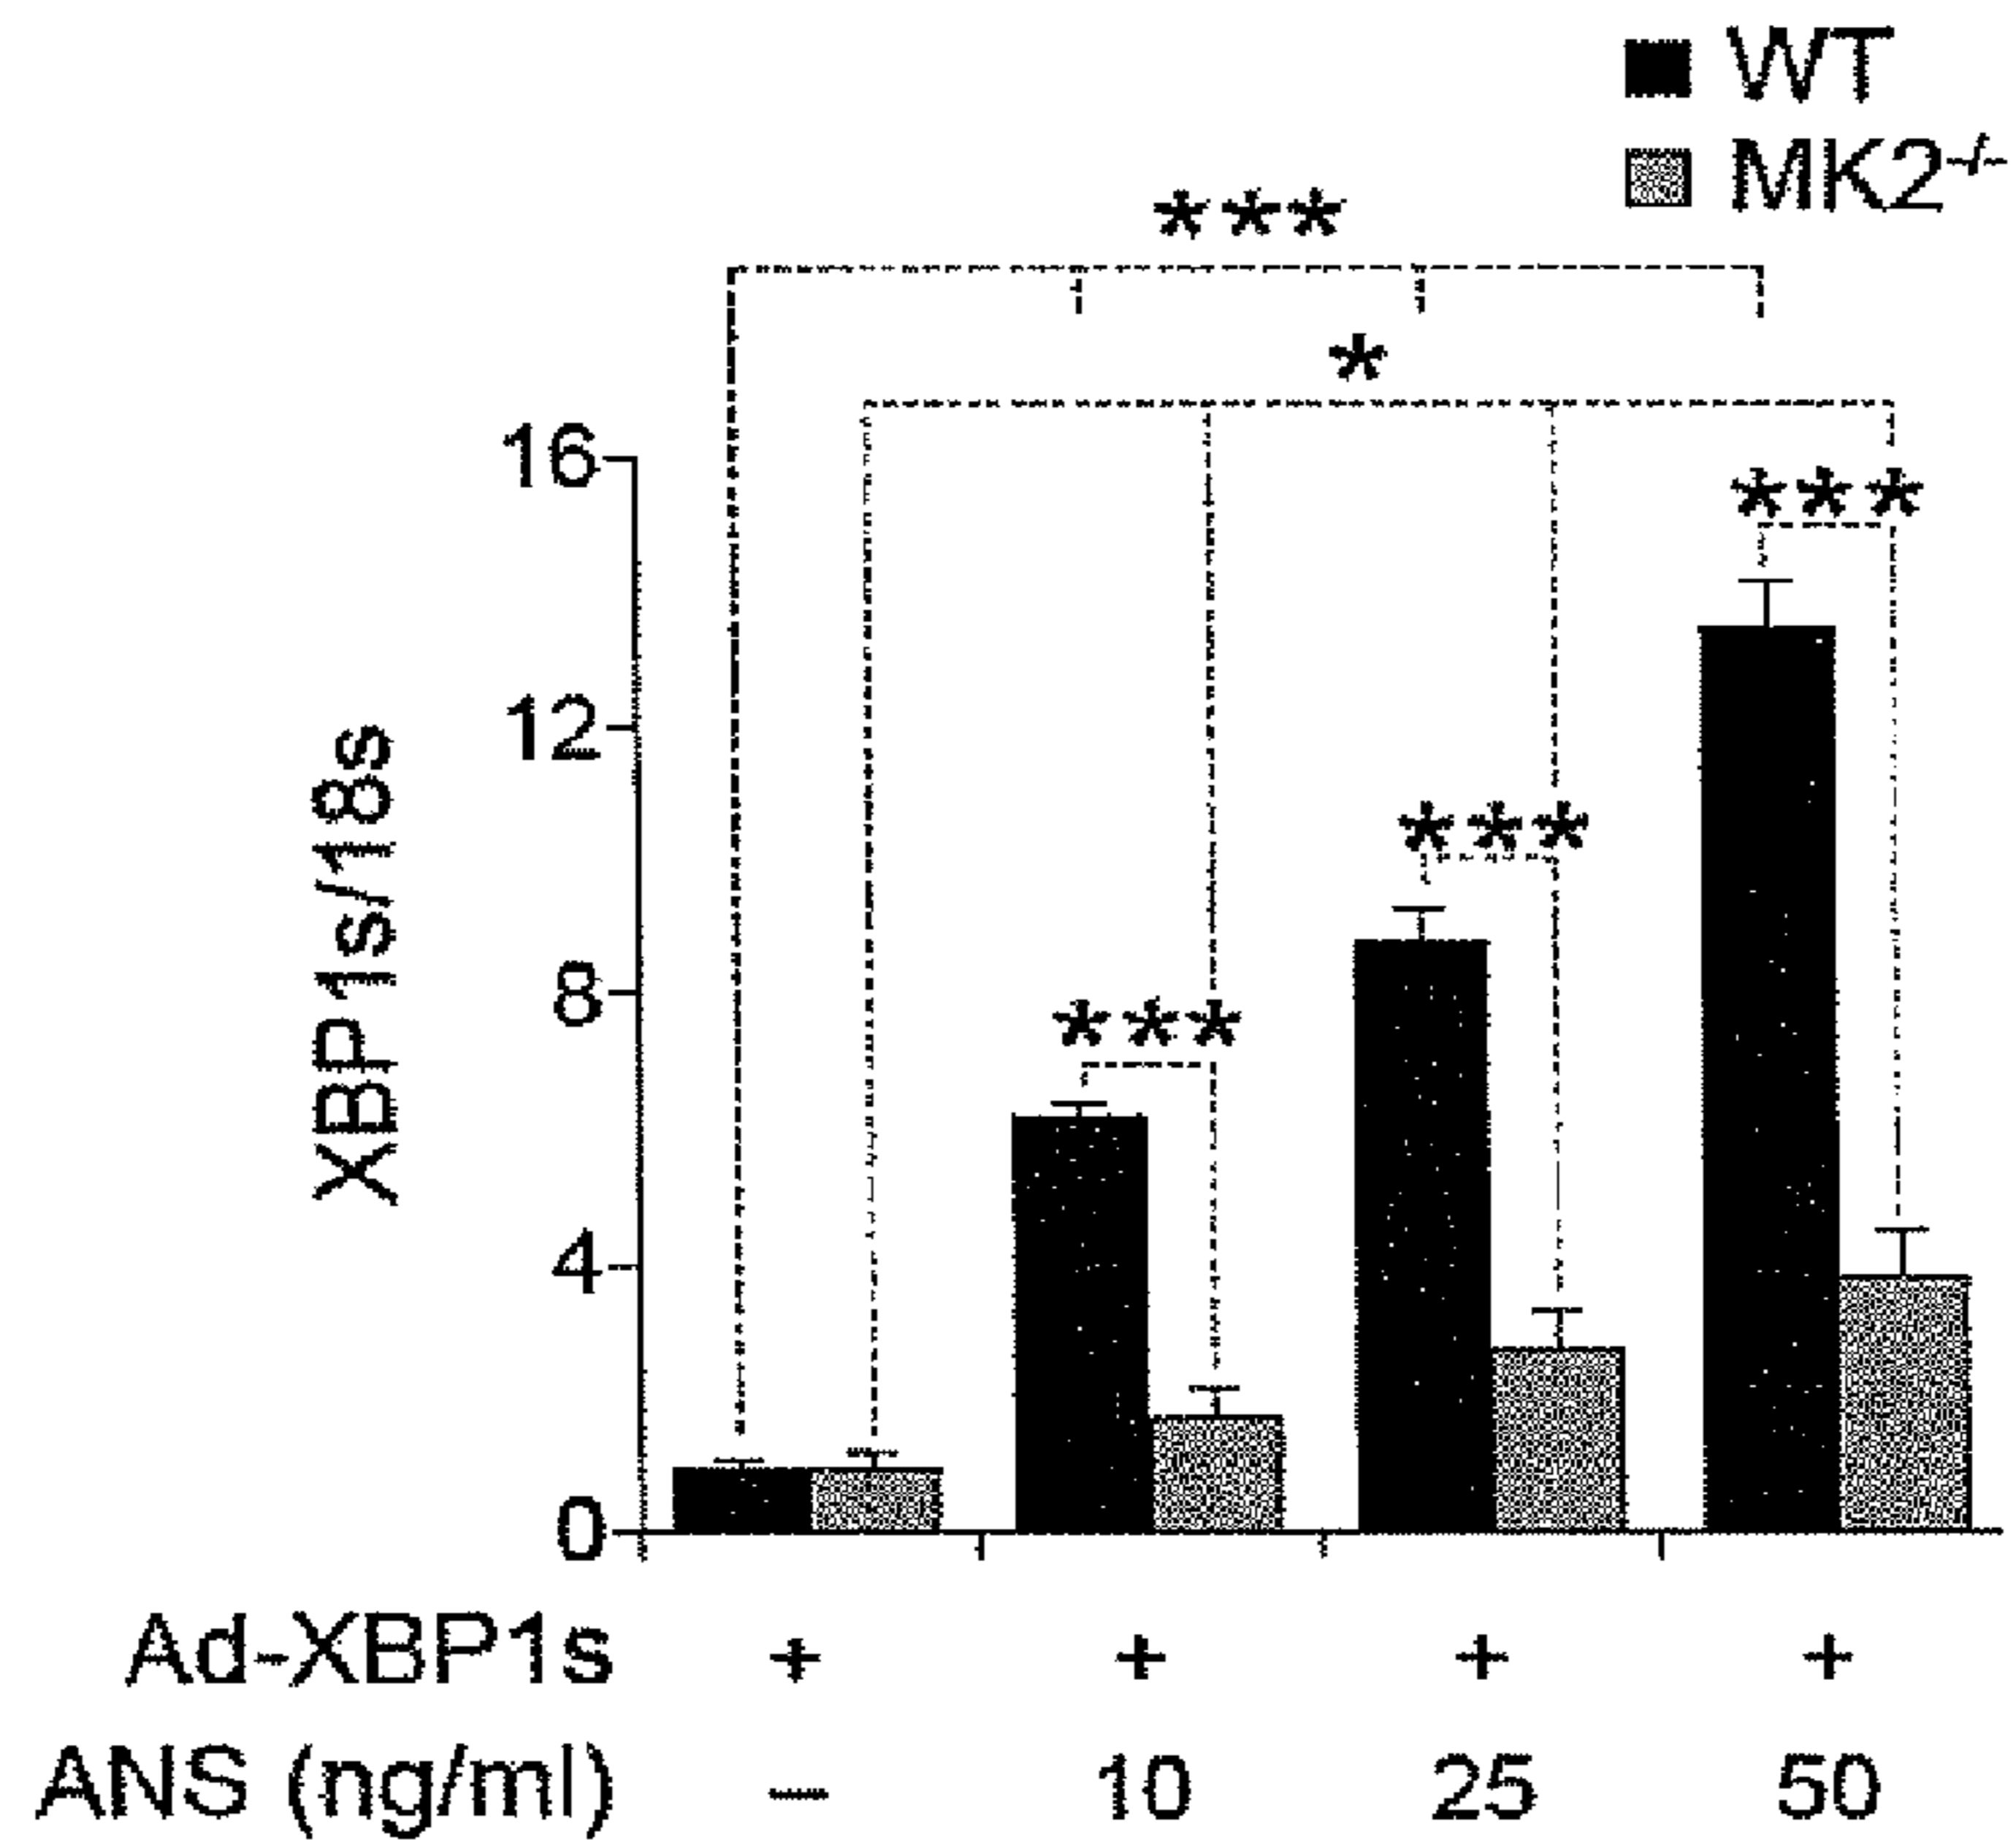 WT
MK2-/-
***
*
16
***
12
***
8
***
4
0
XBP1s/18s
Ad-XBP1s + + + +
ANS (ng/ml) – 10 25 50